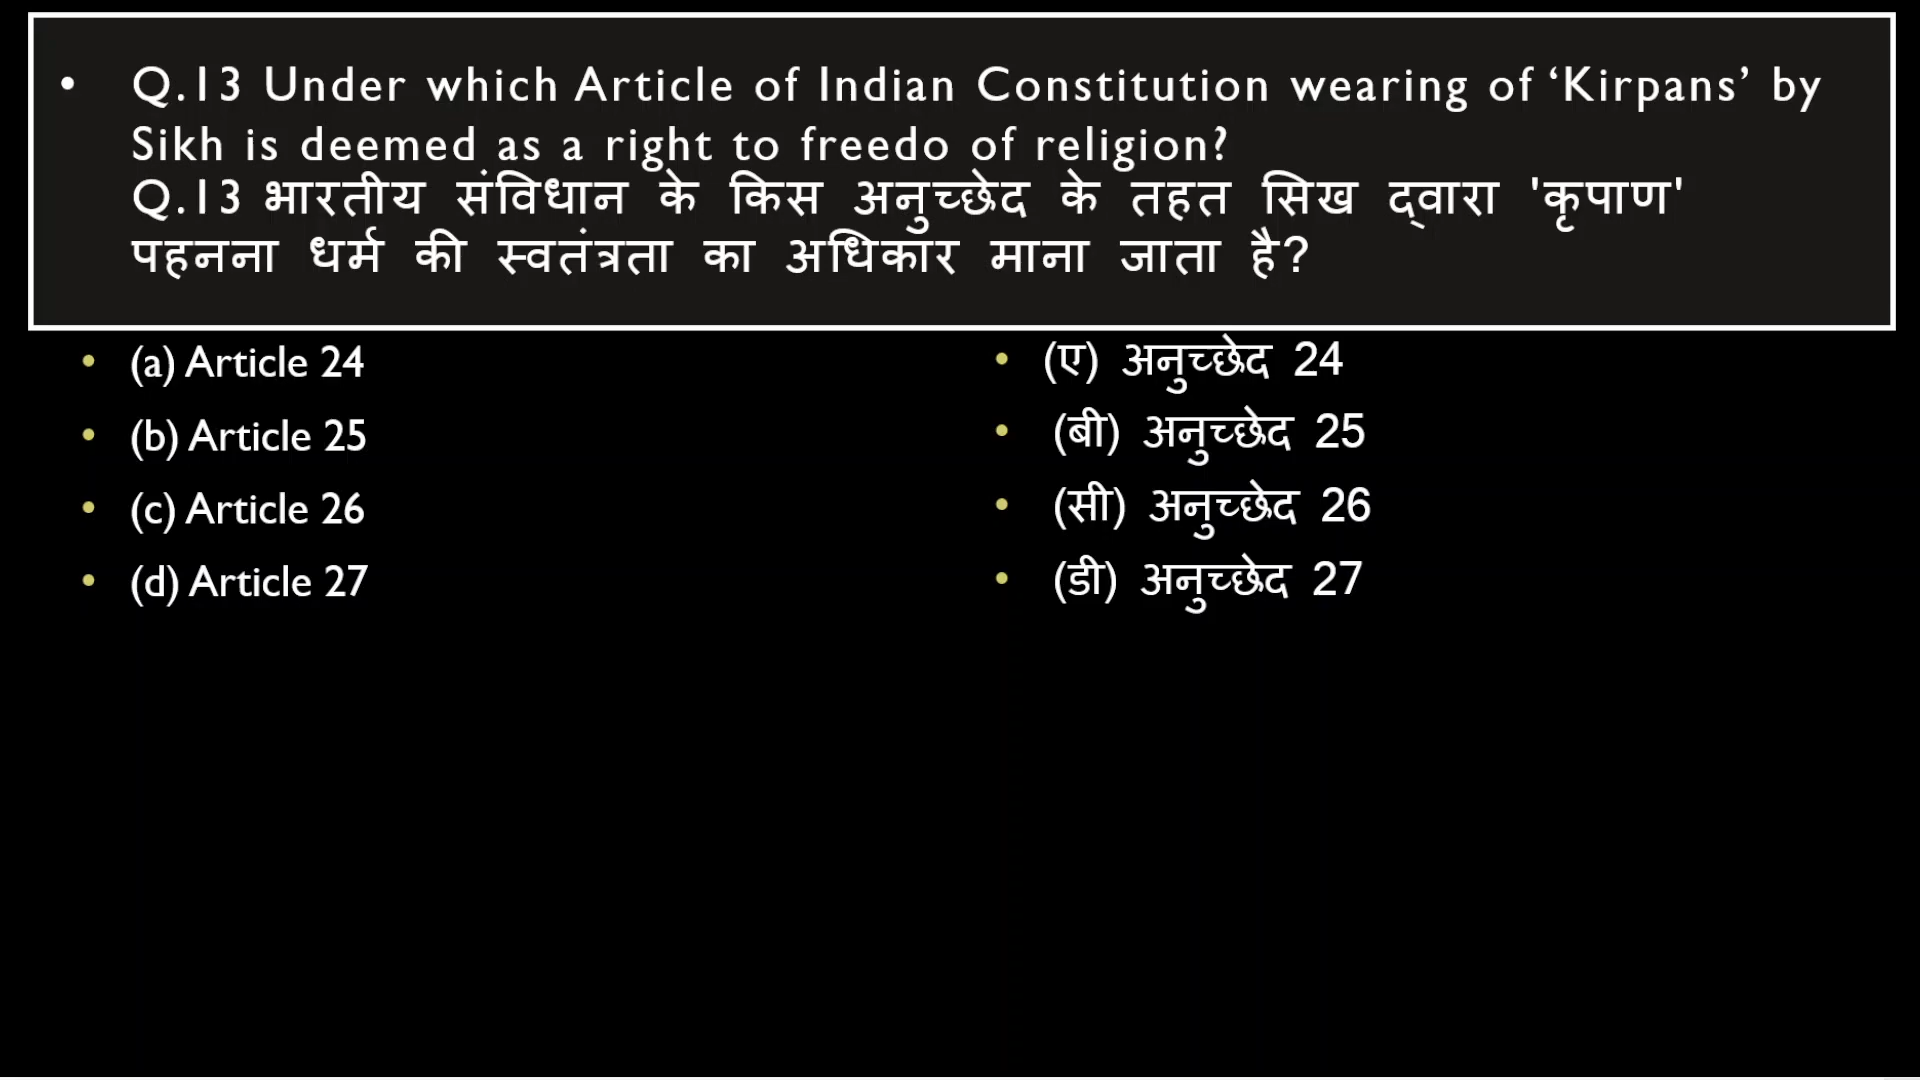 • Q.13 Under which Article of Indian Constitution wearing of ‘Kirpans’ by
Sikh is deemed as a right to freedo of religion?
Q.13 भारतीय संविधान के किस अनुच्छेद के तहत सिख द्वारा 'कृपाण'
पहनना धर्म की स्वतंत्रता का अधिकार माना जाता है?
• (a) Article 24
• (b) Article 25
• (c) Article 26
• (d) Article 27
• (ए) अनुच्छेद 24
• (बी) अनुच्छेद 25
• (सी) अनुच्छेद 26
• (डी) अनुच्छेद 27